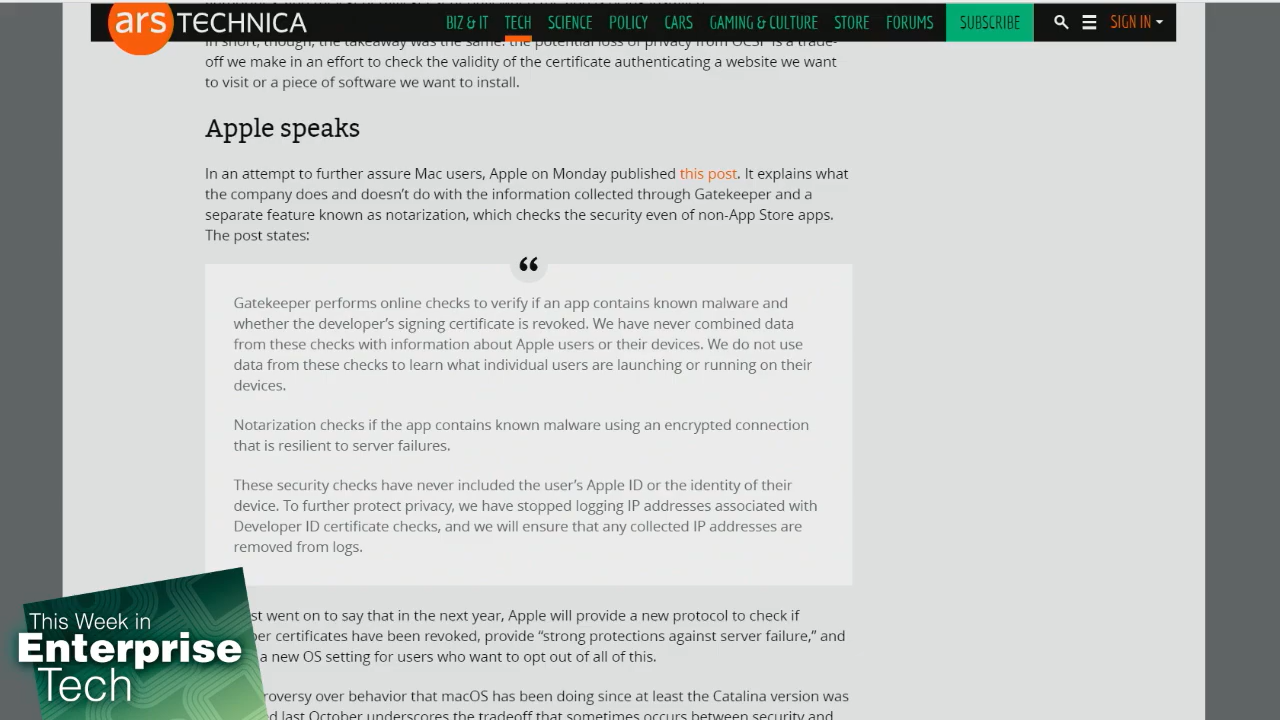 ars TECHNICA
BIZ & IT TECH SCIENCE POLICY CARS GAMING & CULTURE STORE FORUMS SUBSCRIBE SIGN IN
In short, though, the takeaway was the same: the potential loss of privacy from OCSP is a trade-
off we make in an effort to check the validity of the certificate authenticating a website we want
to visit or a piece of software we want to install.
Apple speaks
In an attempt to further assure Mac users, Apple on Monday published this post. It explains what
the company does and doesn’t do with the information collected through Gatekeeper and a
separate feature known as notarization, which checks the security even of non-App Store apps.
The post states:
“
Gatekeeper performs online checks to verify if an app contains known malware and
whether the developer’s signing certificate is revoked. We have never combined data
from these checks with information about Apple users or their devices. We do not use
data from these checks to learn what individual users are launching or running on their
devices.
Notarization checks if the app contains known malware using an encrypted connection
that is resilient to server failures.
These security checks have never included the user’s Apple ID or the identity of their
device. To further protect privacy, we have stopped logging IP addresses associated with
Developer ID certificate checks, and we will ensure that any collected IP addresses are
removed from logs.
st went on to say that in the next year, Apple will provide a new protocol to check if
per certificates have been revoked, provide “strong protections against server failure,” and
a new OS setting for users who want to opt out of all of this.
roversy over behavior that macOS has been doing since at least the Catalina version was
d last October underscores the tradeoff that sometimes occurs between security and
This Week in
Enterprise
Tech